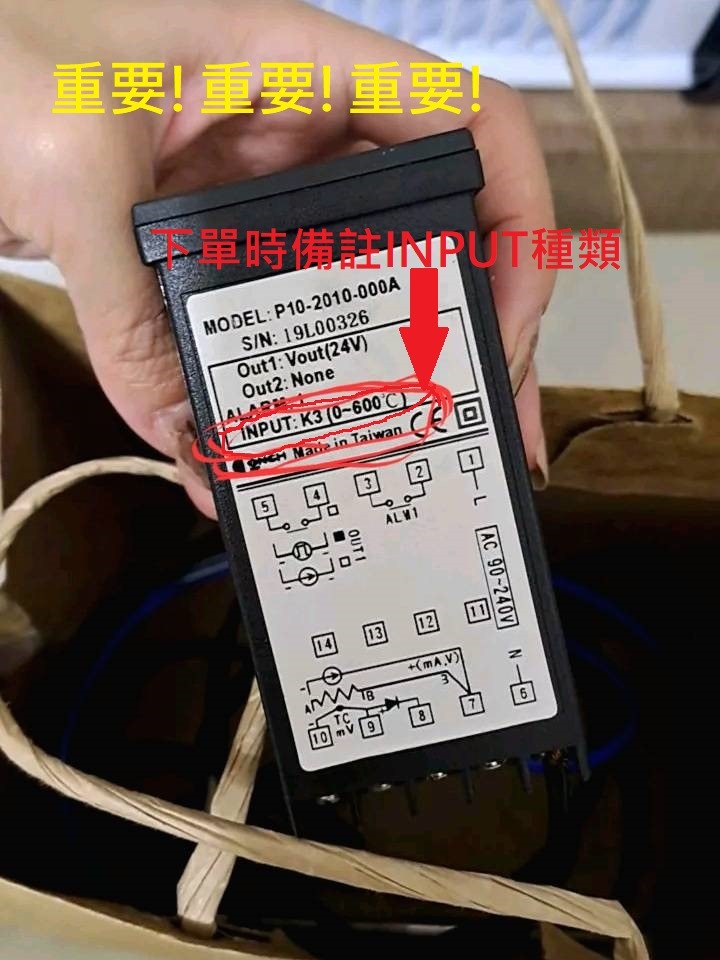 重要! 重要! 重要!
下單時備註INPUT種類
MODEL: P10-2010-000A
S/N: 19L00326
Out1: Vout(24V)
Out2: None
INPUT: K3 (0~600℃)
Made in Taiwan CE
5 4 3 2 1
ALM1 L
OUT1
AC 90~240V
14 13 12 11 N
+(mA,V)
3
A B
TC
mV
10 9 8 7 6